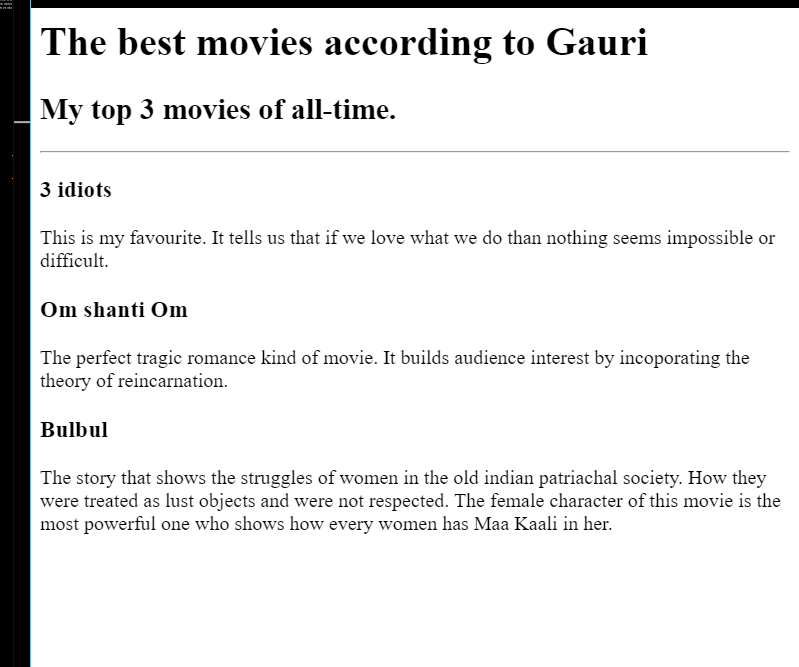 The best movies according to Gauri
My top 3 movies of all-time.
3 idiots
This is my favourite. It tells us that if we love what we do than nothing seems impossible or
difficult.
Om shanti Om
The perfect tragic romance kind of movie. It builds audience interest by incoporating the
theory of reincarnation.
Bulbul
The story that shows the struggles of women in the old indian patriachal society. How they
were treated as lust objects and were not respected. The female character of this movie is the
most powerful one who shows how every women has Maa Kaali in her.